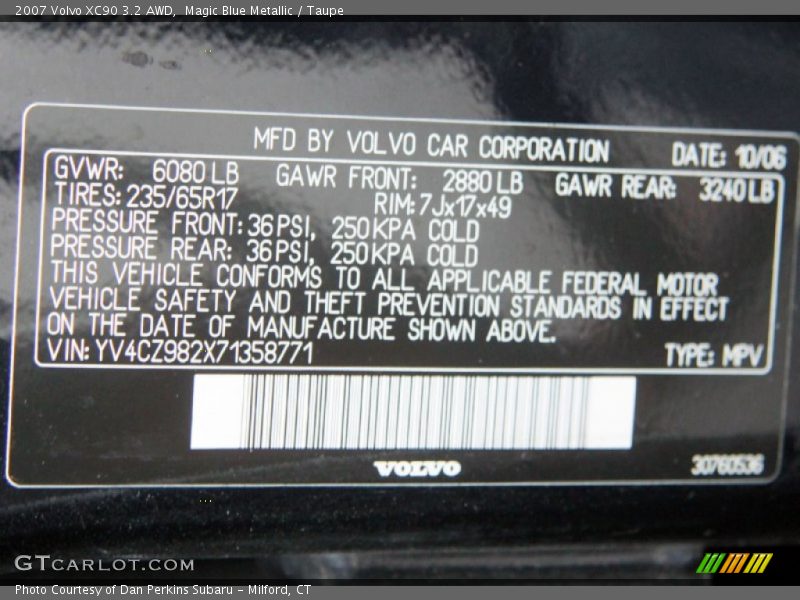 2007 Volvo XC90 3.2 AWD, Magic Blue Metallic / Taupe
MFD BY VOLVO CAR CORPORATION DATE: 10/06
GVWR: 6080 LB GAWR FRONT: 2880 LB GAWR REAR: 3240 LB
TIRES: 235/65R17 RIM: 7Jx17x49
PRESSURE FRONT: 36 PSI, 250 KPA COLD
PRESSURE REAR: 36 PSI, 250 KPA COLD
THIS VEHICLE CONFORMS TO ALL APPLICABLE FEDERAL MOTOR
VEHICLE SAFETY AND THEFT PREVENTION STANDARDS IN EFFECT
ON THE DATE OF MANUFACTURE SHOWN ABOVE.
VIN: YV4CZ982X71358771 TYPE: MPV
VOLVO
30760536
GTCARLOT.COM
Photo Courtesy of Dan Perkins Subaru - Milford, CT